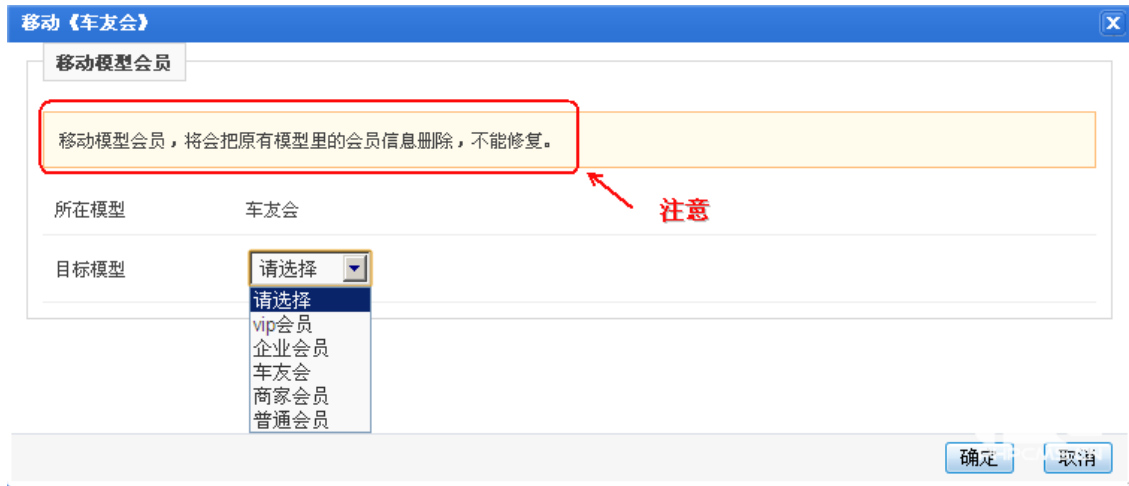 移动《车友会》
移动模型会员
移动模型会员，将会把原有模型里的会员信息删除，不能修复。
注意
所在模型 车友会
目标模型 请选择
请选择
vip会员
企业会员
车友会
商家会员
普通会员
确定 取消